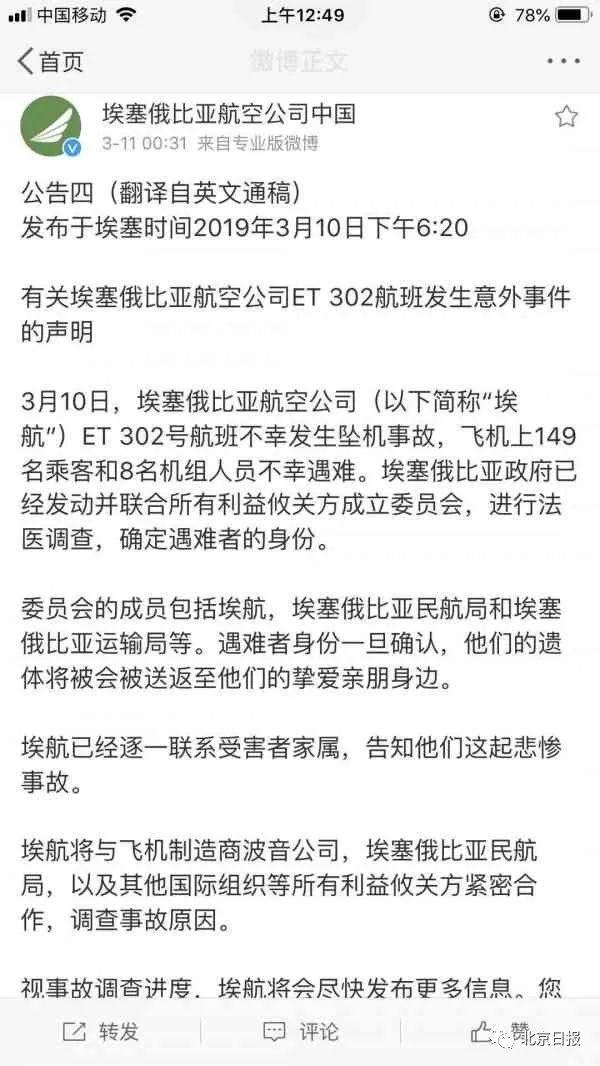 中国移动 上午12:49 78%
首页 微博正文
埃塞俄比亚航空公司中国
3-11 00:31 来自专业版微博
公告四（翻译自英文通稿）
发布于埃塞时间2019年3月10日下午6:20
有关埃塞俄比亚航空公司ET 302航班发生意外事件
的声明
3月10日，埃塞俄比亚航空公司（以下简称“埃
航”）ET 302号航班不幸发生坠机事故，飞机上149
名乘客和8名机组人员不幸遇难。埃塞俄比亚政府已
经发动并联合所有利益攸关方成立委员会，进行法
医调查，确定遇难者的身份。
委员会的成员包括埃航，埃塞俄比亚民航局和埃塞
俄比亚运输局等。遇难者身份一旦确认，他们的遗
体将被会被送返至他们的挚爱亲朋身边。
埃航已经逐一联系受害者家属，告知他们这起悲惨
事故。
埃航将与飞机制造商波音公司，埃塞俄比亚民航
局，以及其他国际组织等所有利益攸关方紧密合
作，调查事故原因。
视事故调查进度，埃航将会尽快发布更多信息。您
转发 评论 赞
北京日报